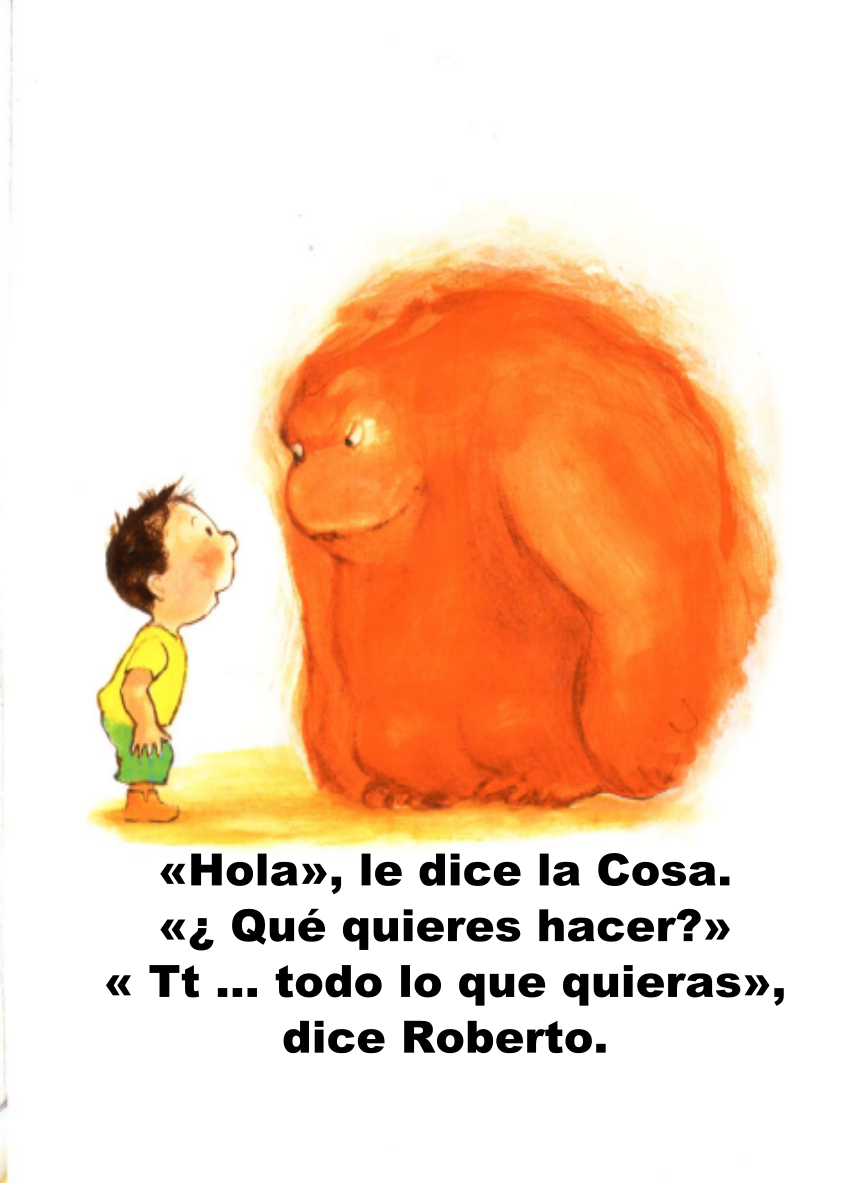 «Hola», le dice la Cosa.
«¿ Qué quieres hacer?»
« Tt ... todo lo que quieras»,
dice Roberto.